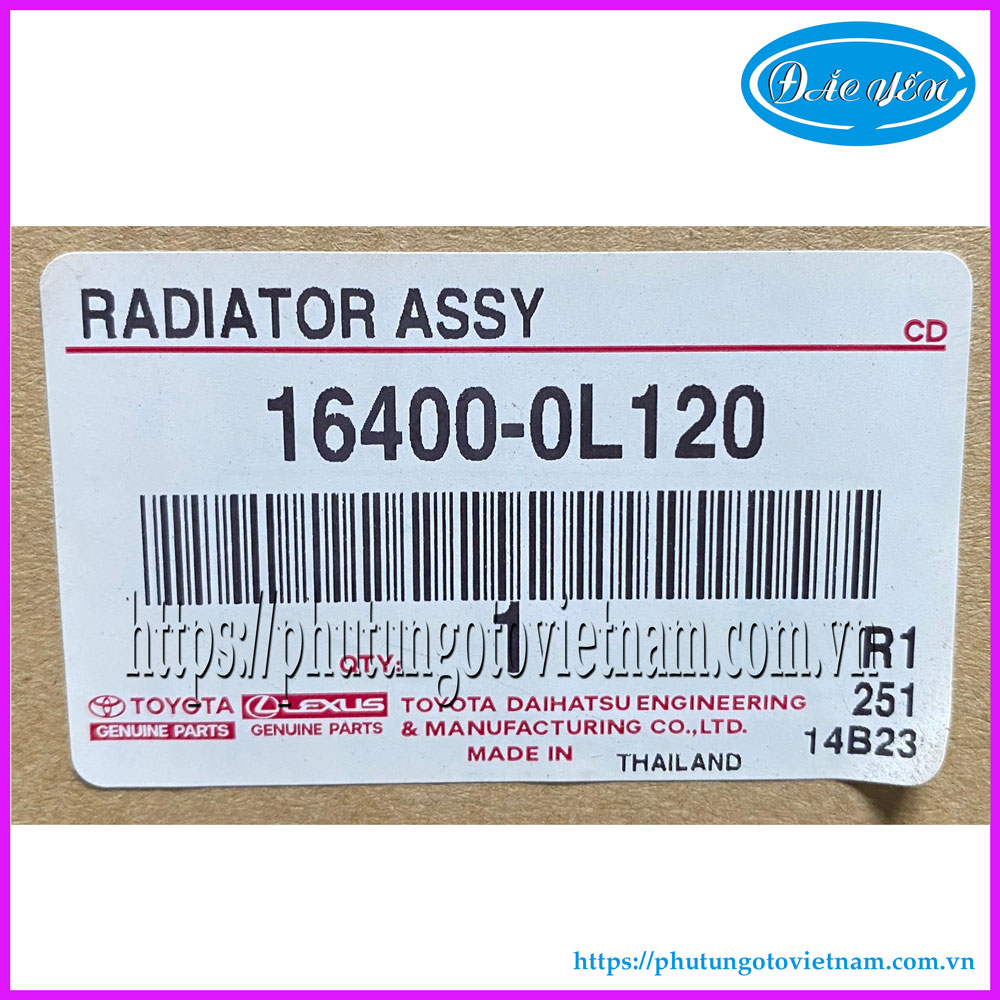 ĐẮC YẾN
RADIATOR ASSY
CD
16400-0L120
https://phutungotovietnam.com.vn
QTY: 1
R1
TOYOTA LEXUS TOYOTA DAIHATSU ENGINEERING 251
GENUINE PARTS GENUINE PARTS & MANUFACTURING CO.,LTD. 14B23
MADE IN THAILAND
https://phutungotovietnam.com.vn